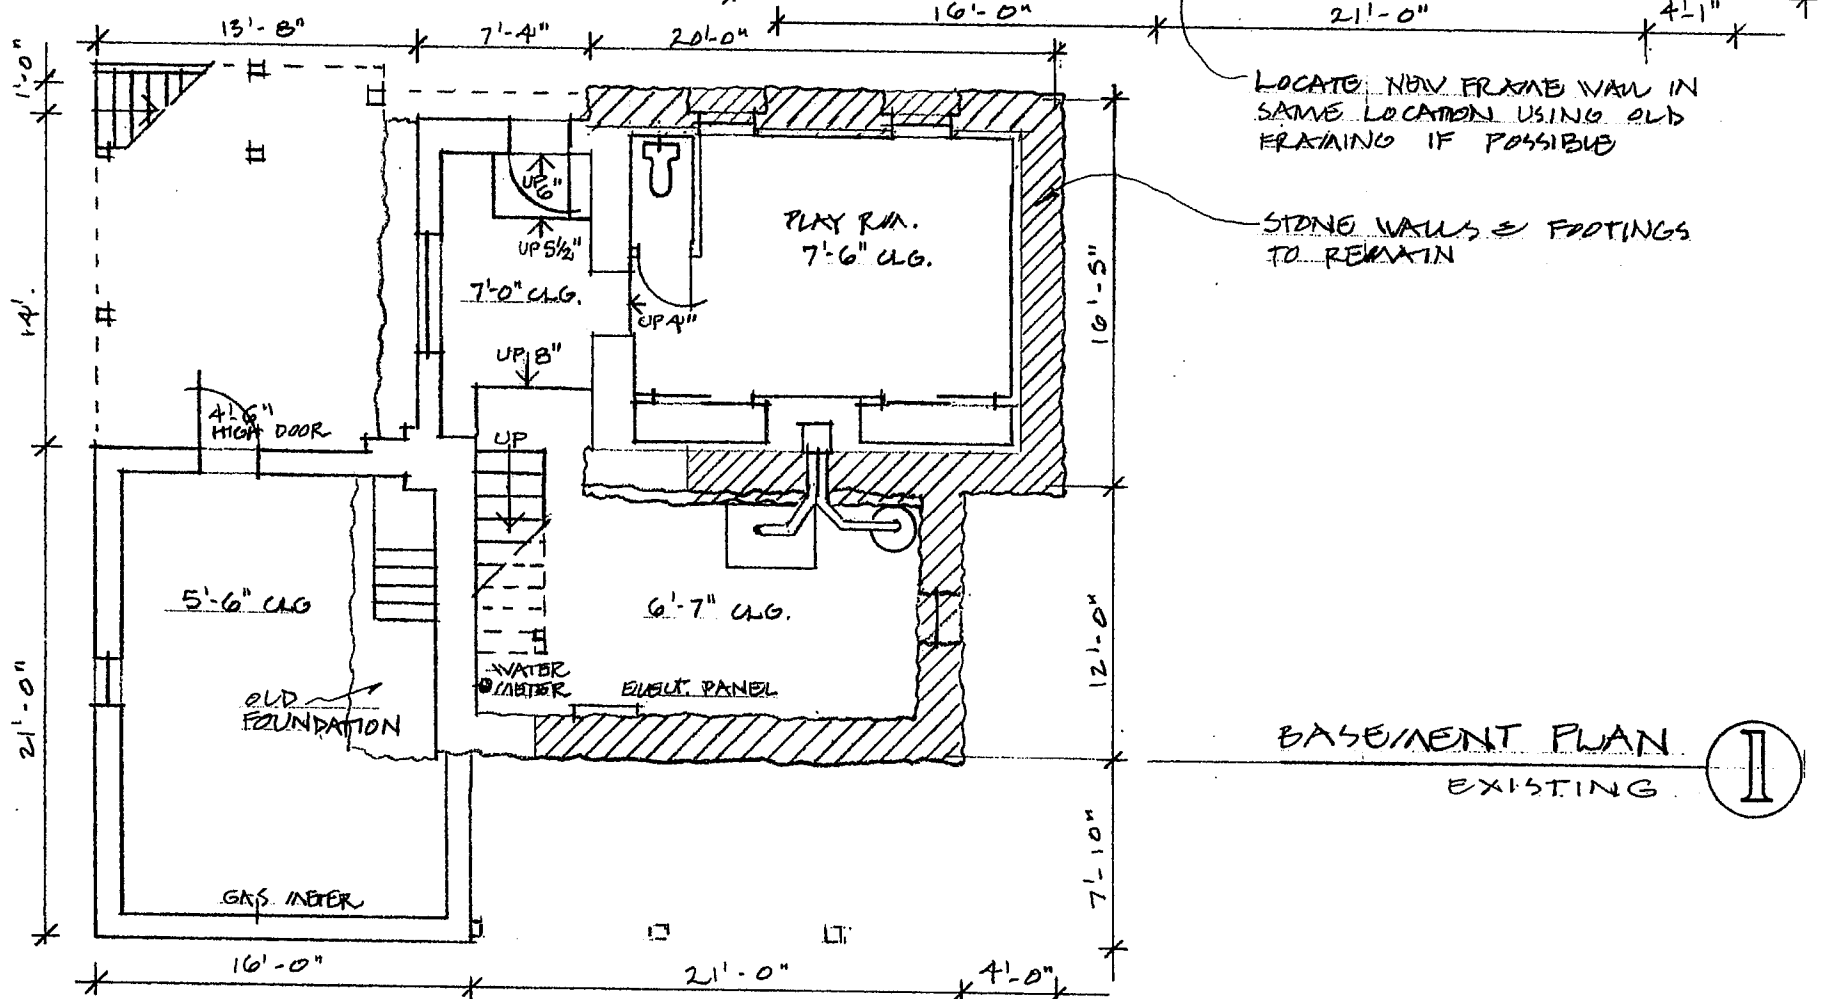 16'-0"
21'-0"
4'-1"
13'-8"
7'-4"
20'-0"
1'-0"
LOCATE NEW FRAME WALL IN
SAME LOCATION USING OLD
FRAMING IF POSSIBLE
UP 6"
PLAY RM.
7'-6" CLG.
STONE WALLS & FOOTINGS
TO REMAIN
UP 5½"
7'-0" CLG.
UP 4"
14'.
16'-5"
UP 8"
4'-6"
HIGH DOOR
UP
5'-6" CLG
6'-7" CLG.
12'-0"
21'-0"
WATER
METER
ELECT. PANEL
OLD
FOUNDATION
BASEMENT PLAN
EXISTING
1
7'-10"
GAS METER
16'-0"
21'-0"
4'-0"